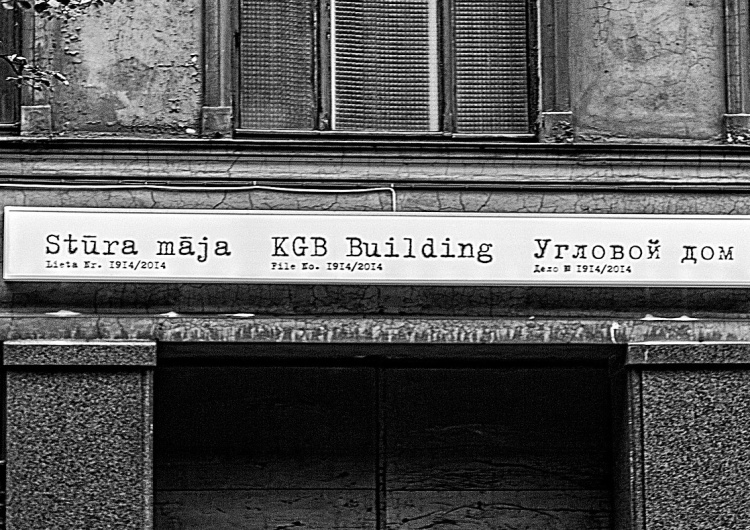 Stūra māja
Lieta Nr. 1914/2014
KGB Building
File No. 1914/2014
Угловой дом
Дело № 1914/2014